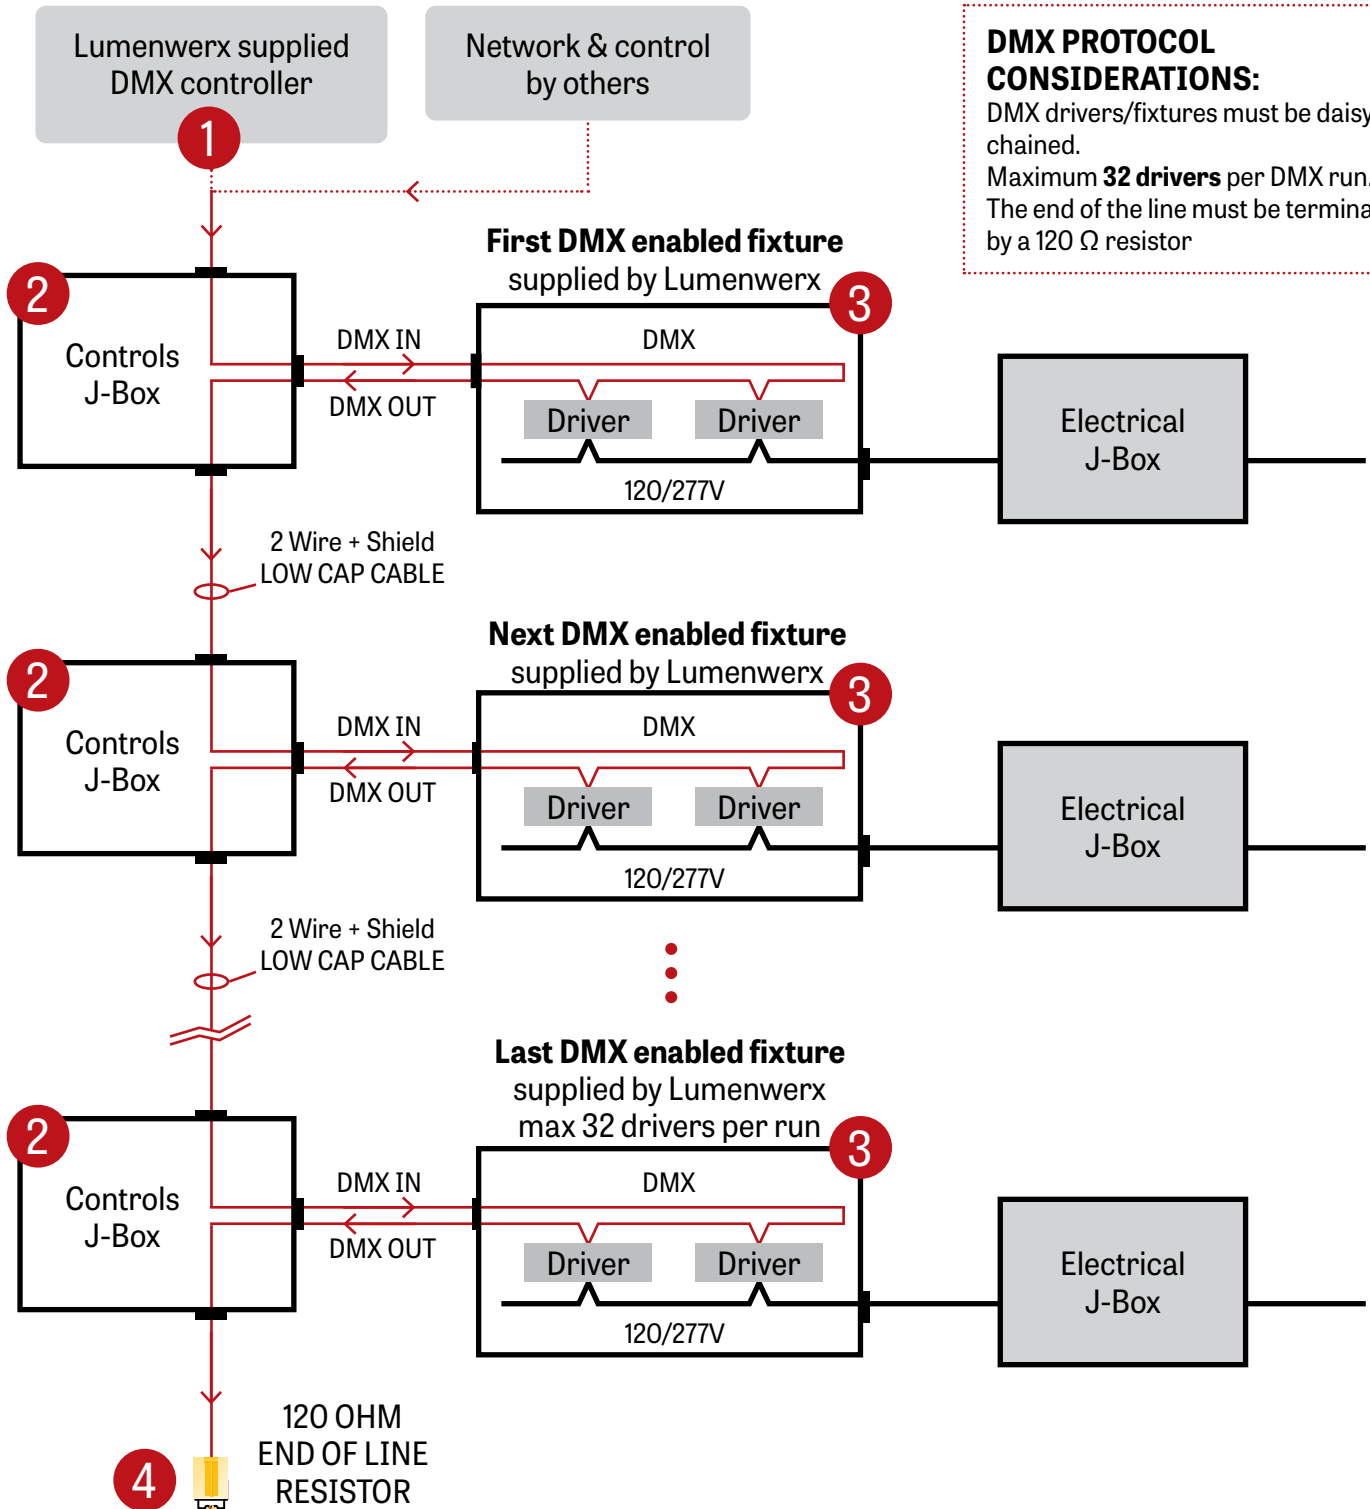 Lumenwerx supplied
DMX controller
1
Network & control
by others
DMX PROTOCOL
CONSIDERATIONS:
DMX drivers/fixtures must be daisy
chained.
Maximum 32 drivers per DMX run.
The end of the line must be termina
by a 120 Ω resistor
First DMX enabled fixture
supplied by Lumenwerx
2
Controls
J-Box
DMX IN
DMX OUT
3
DMX
Driver
Driver
120/277V
Electrical
J-Box
2 Wire + Shield
LOW CAP CABLE
Next DMX enabled fixture
supplied by Lumenwerx
2
Controls
J-Box
DMX IN
DMX OUT
3
DMX
Driver
Driver
120/277V
Electrical
J-Box
2 Wire + Shield
LOW CAP CABLE
Last DMX enabled fixture
supplied by Lumenwerx
max 32 drivers per run
2
Controls
J-Box
DMX IN
DMX OUT
3
DMX
Driver
Driver
120/277V
Electrical
J-Box
4
120 OHM
END OF LINE
RESISTOR